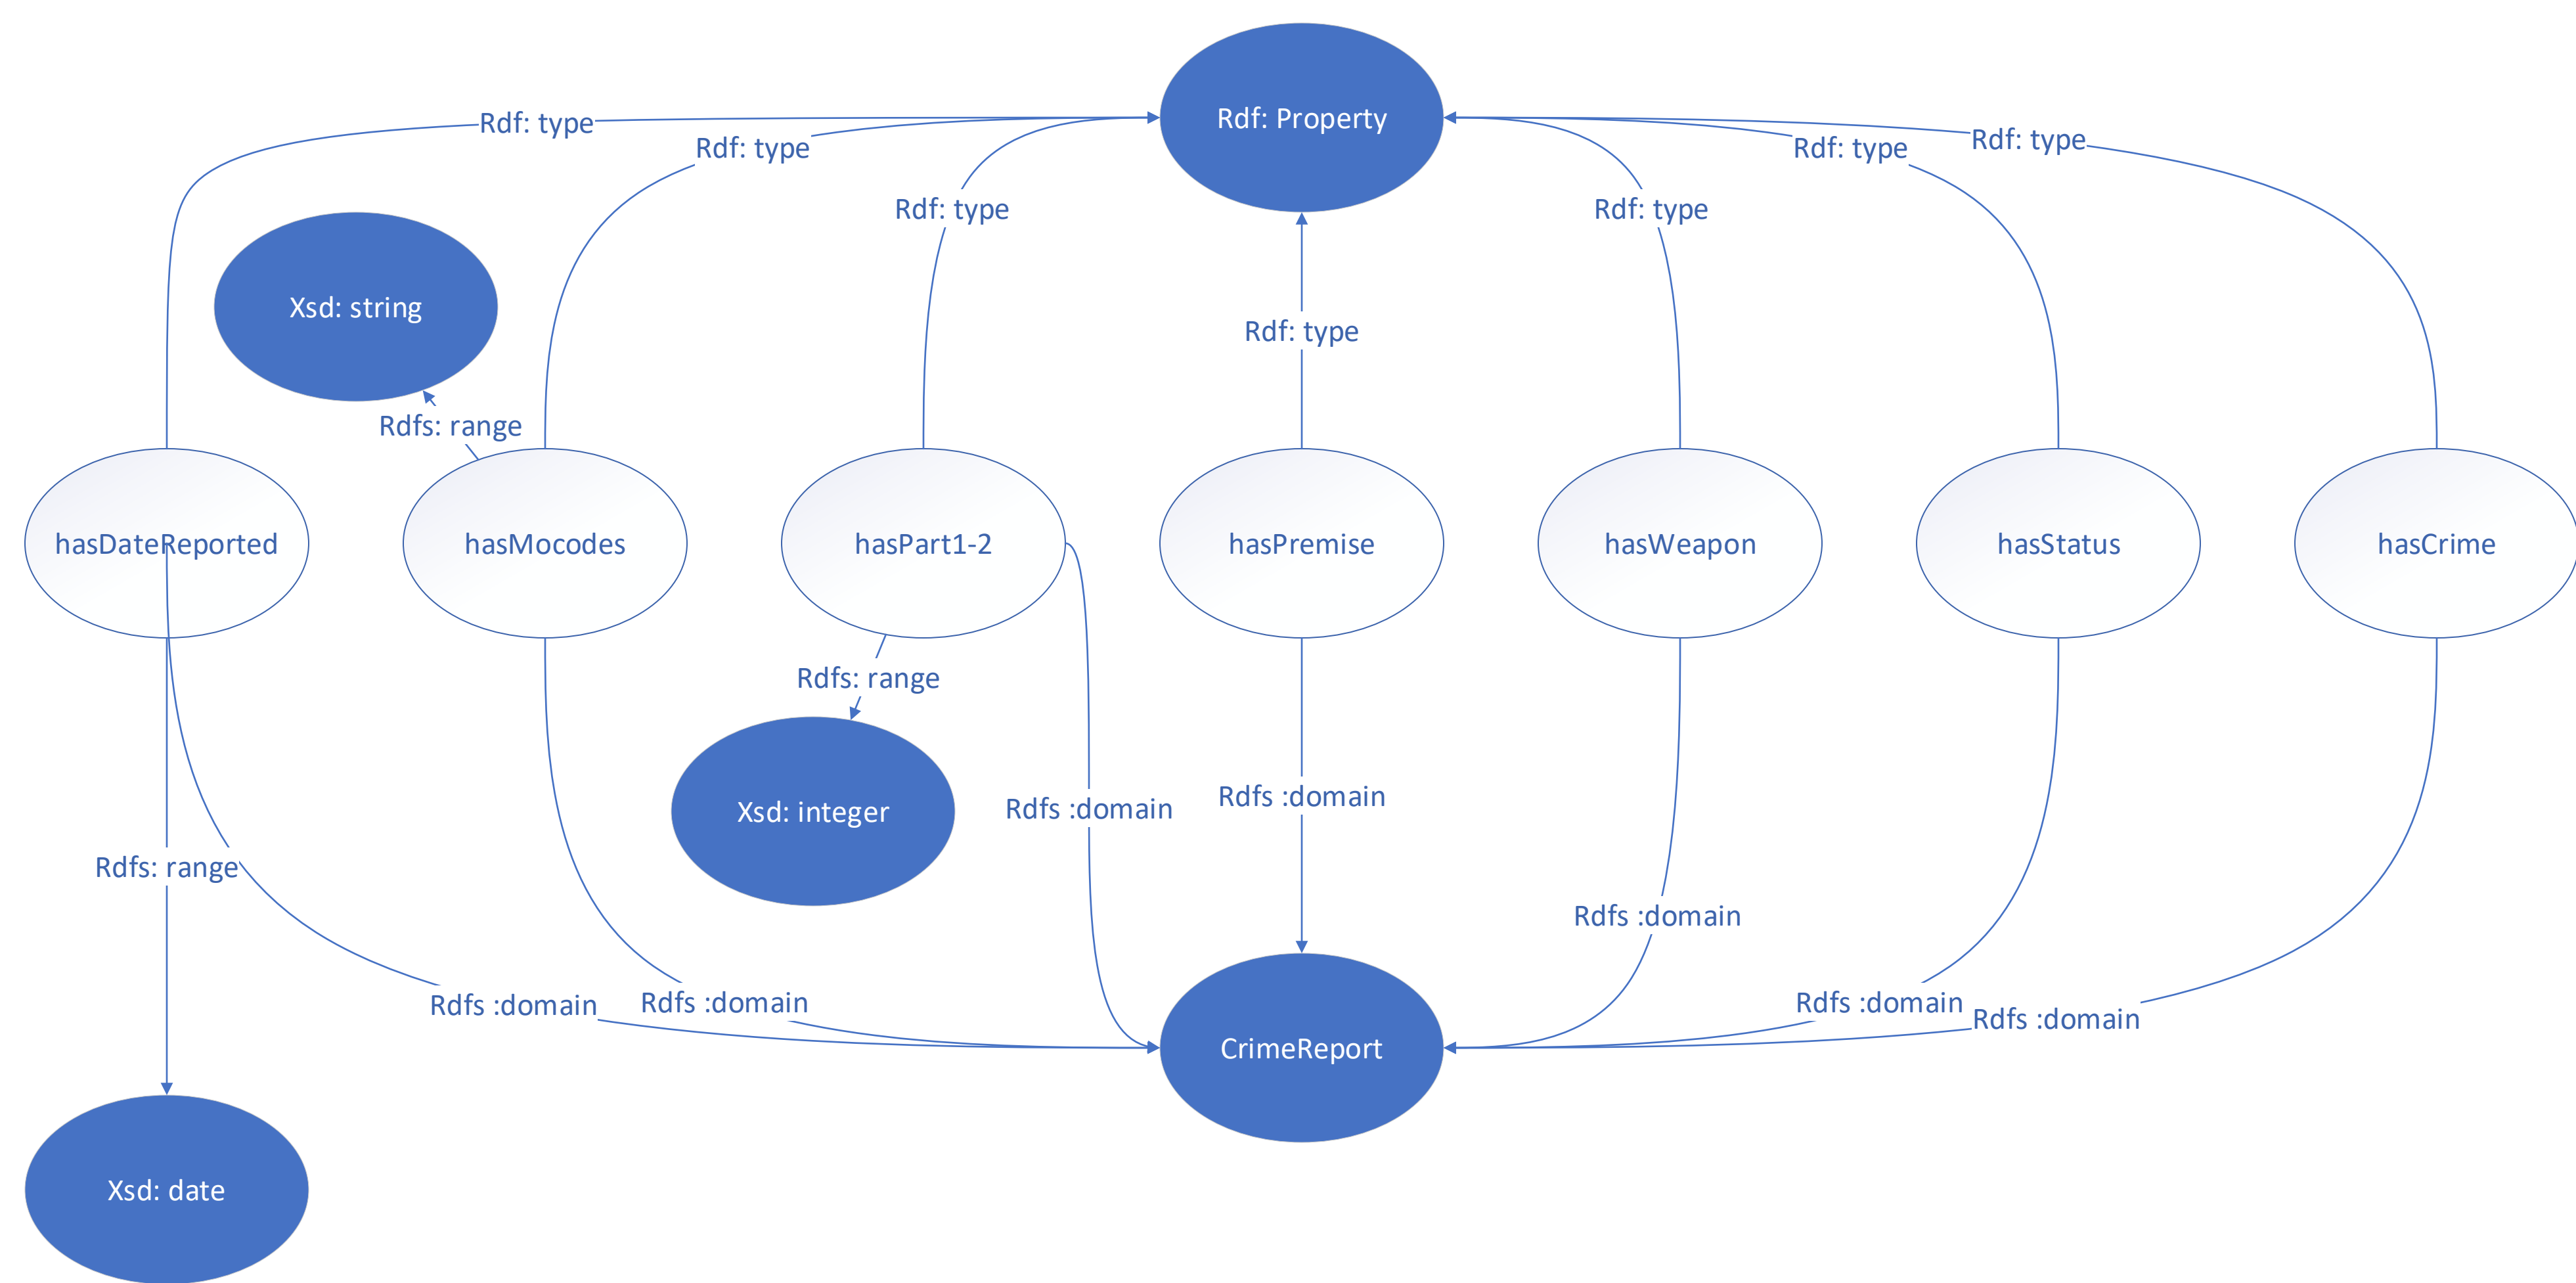 Rdf: Property
Rdf: type
Rdf: type
Rdf: type
Rdf: type
Rdf: type
Rdf: type
Rdf: type
Xsd: string
Rdfs: range
hasDateReported
hasMocodes
hasPart1-2
hasPremise
hasWeapon
hasStatus
hasCrime
Rdfs: range
Xsd: integer
Rdfs :domain
Rdfs :domain
Rdfs: range
Rdfs :domain
Rdfs :domain
Rdfs :domain
Rdfs :domain
Rdfs :domain
CrimeReport
Xsd: date